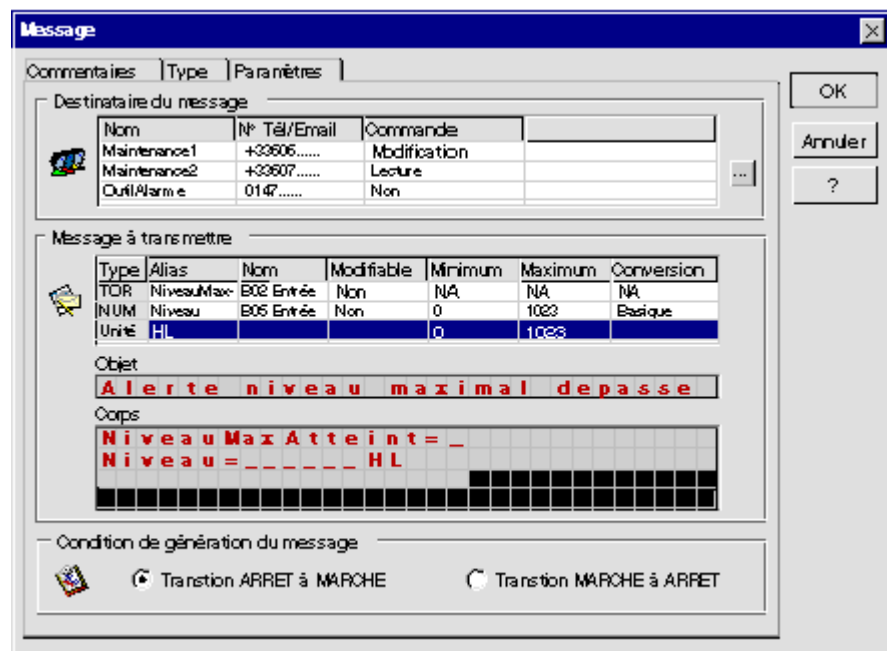 Message
Commentaires Type Paramètres
OK
Annuler
?
Destinataire du message
Nom N° Tél/Email Commande
Maintenance1 +33606...... Modification
Maintenance2 +33607...... Lecture
OutilAlarme 0147...... Non
...
Message à transmettre
Type Alias Nom Modifiable Minimum Maximum Conversion
TOR NiveauMax- B02 Entrée Non NA NA NA
NUM Niveau B05 Entrée Non 0 1023 Basique
Unité HL 0 1023
Objet
Alerte niveau maximal depasse
Corps
NiveauMaxAtteint=_
Niveau=______HL
Condition de génération du message
Transtion ARRET à MARCHE Transtion MARCHE à ARRET